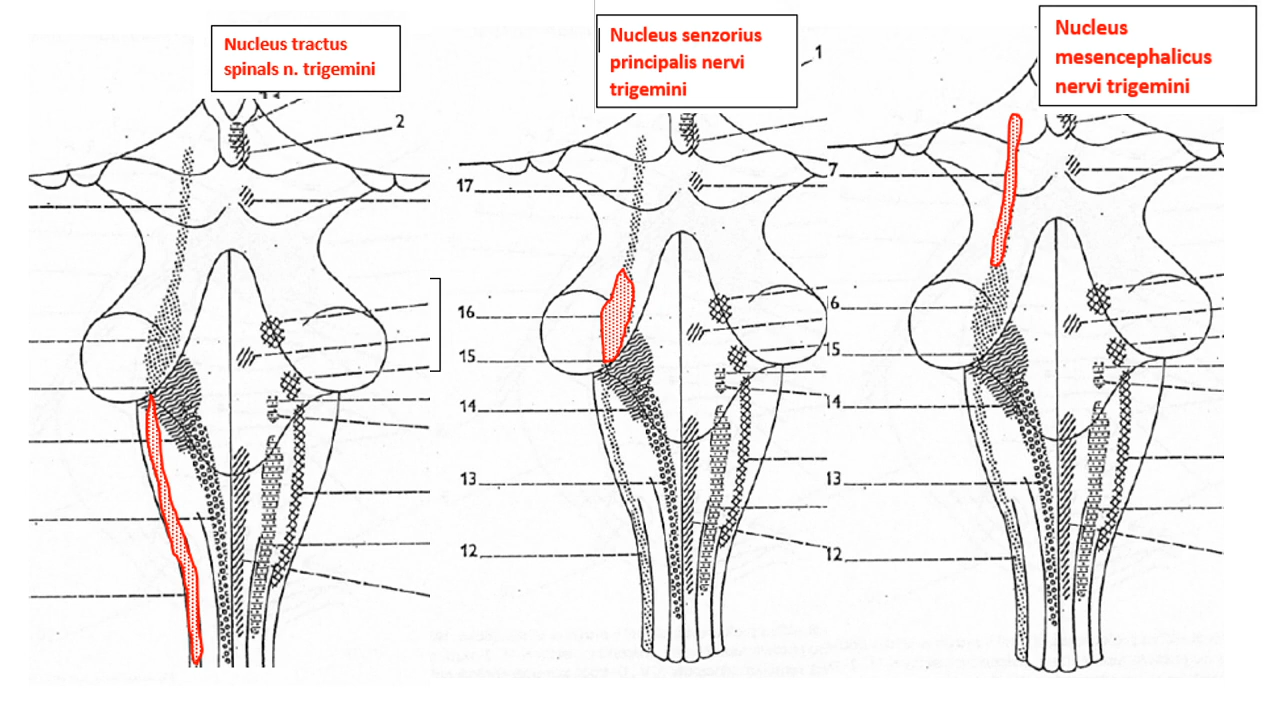 Nucleus tractus
spinals n. trigemini
2
Nucleus senzorius
principalis nervi
trigemini
1
17
16
15
14
13
12
Nucleus
mesencephalicus
nervi trigemini
7
6
15
14
13
12